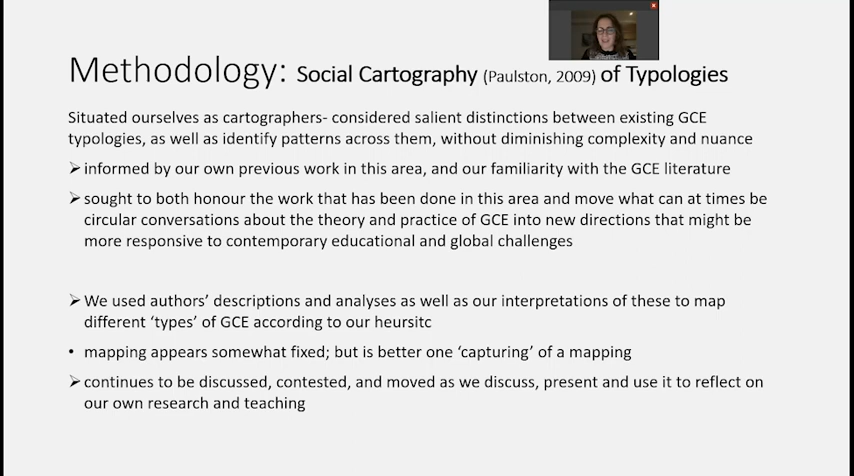 Methodology: Social Cartography (Paulston, 2009) of Typologies
Situated ourselves as cartographers- considered salient distinctions between existing GCE
typologies, as well as identify patterns across them, without diminishing complexity and nuance
➢ informed by our own previous work in this area, and our familiarity with the GCE literature
➢ sought to both honour the work that has been done in this area and move what can at times be
circular conversations about the theory and practice of GCE into new directions that might be
more responsive to contemporary educational and global challenges
➢ We used authors’ descriptions and analyses as well as our interpretations of these to map
different ‘types’ of GCE according to our heursitc
• mapping appears somewhat fixed; but is better one ‘capturing’ of a mapping
➢ continues to be discussed, contested, and moved as we discuss, present and use it to reflect on
our own research and teaching